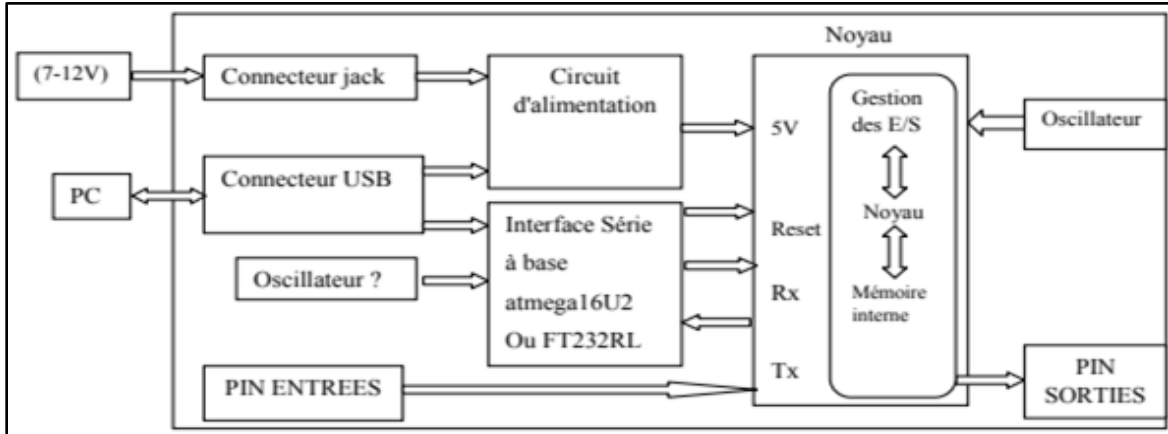 Noyau
(7-12V)
Connecteur jack
Circuit
d'alimentation
Gestion
des E/S
5V
Oscillateur
PC
Connecteur USB
Noyau
Interface Série
à base
atmega16U2
Ou FT232RL
Reset
Oscillateur ?
Rx
Mémoire
interne
Tx
PIN ENTREES
PIN
SORTIES